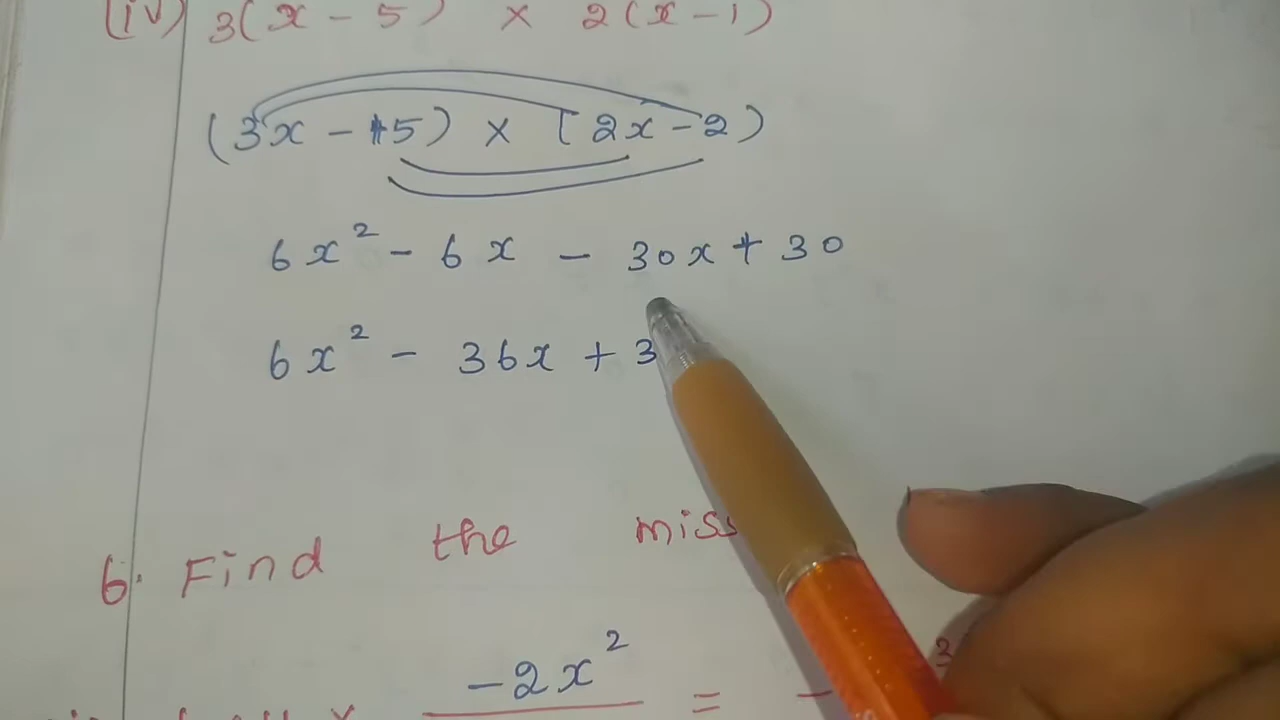 (iv) 3(x - 5) × 2(x-1)
(3x - 15) × (2x-2)
6x² - 6x - 30x + 30
6x² - 36x + 3
6. Find the miss
-2x²
× = -
3